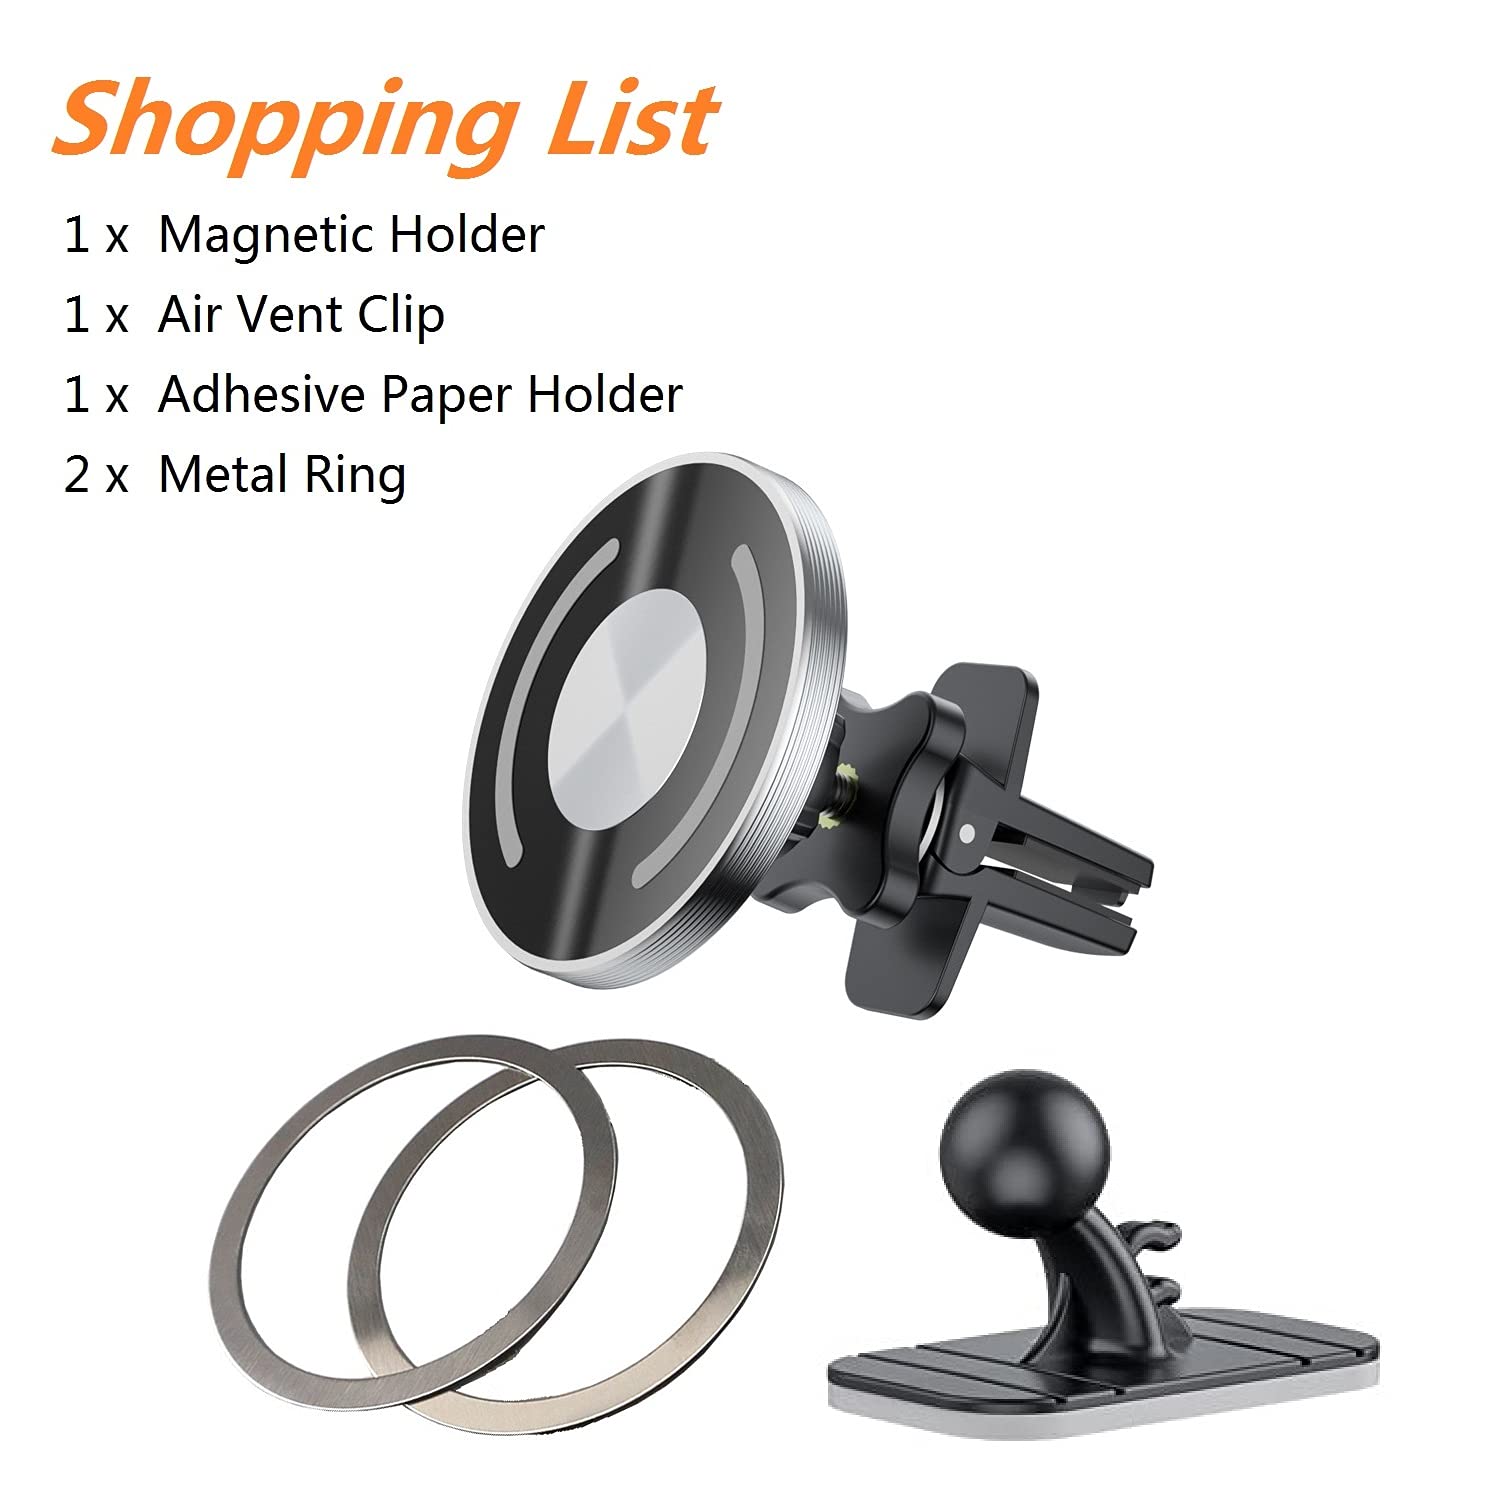 Shopping List
1 x Magnetic Holder
1 x Air Vent Clip
1 x Adhesive Paper Holder
2 x Metal Ring